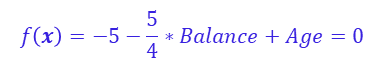 f(x) = −5 − 5/4 * Balance + Age = 0